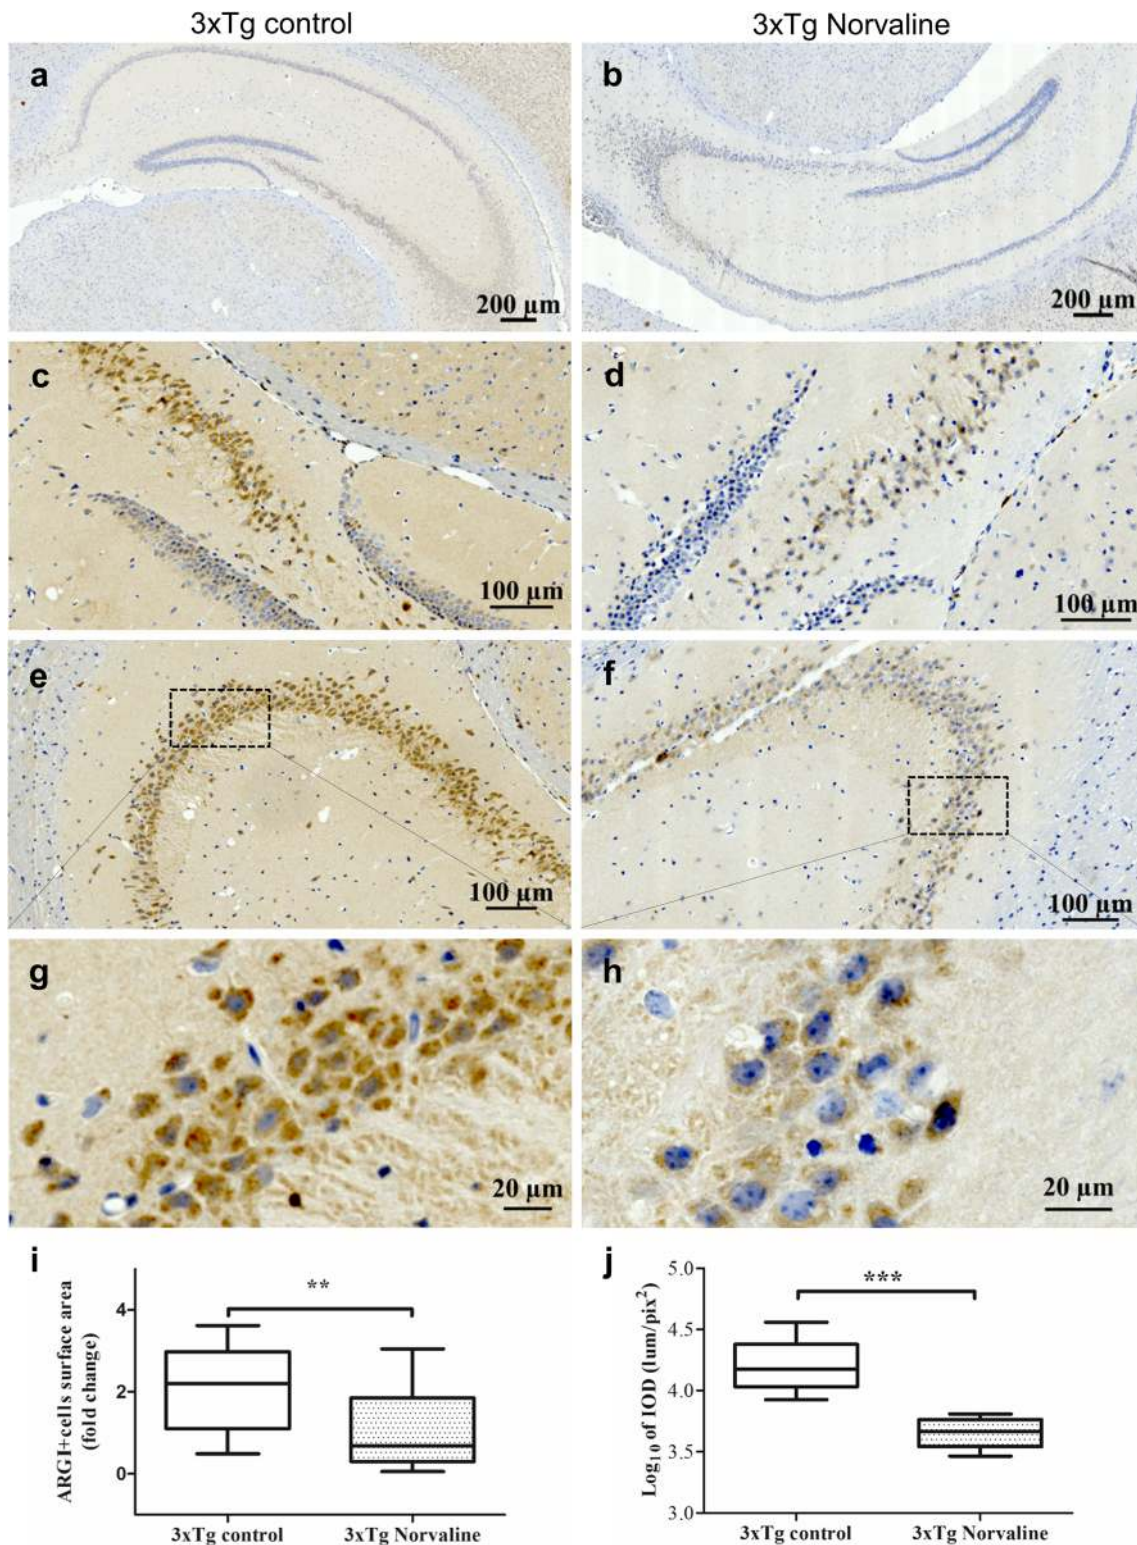 3xTg control
3xTg Norvaline
a
b
200 µm
200 µm
c
d
100 µm
100 µm
e
f
100 µm
100 µm
g
h
20 µm
20 µm
i
ARGI+cells surface area
(fold change)
4
2
0
**
3xTg control
3xTg Norvaline
j
Log₁₀ of IOD (lum/pix²)
5.0
4.5
4.0
3.5
3.0
***
3xTg control
3xTg Norvaline